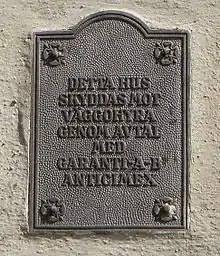 DETTA HUS
SKYDDAS MOT
VÄGGOHYRA
GENOM AVTAL
MED
GARANTI-A-B
ANTICIMEX